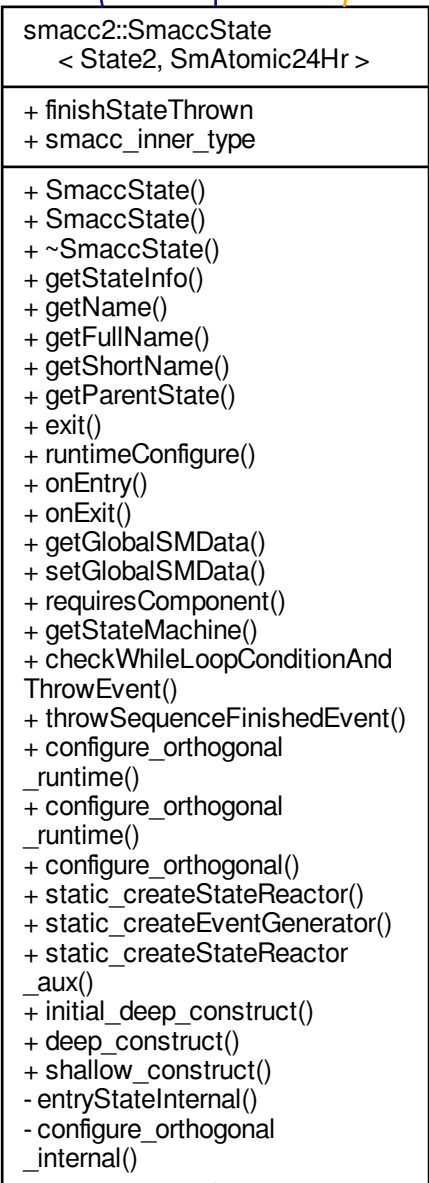 smacc2::SmaccState
< State2, SmAtomic24Hr >
+ finishStateThrown
+ smacc_inner_type
+ SmaccState()
+ SmaccState()
+ ~SmaccState()
+ getStateInfo()
+ getName()
+ getFullName()
+ getShortName()
+ getParentState()
+ exit()
+ runtimeConfigure()
+ onEntry()
+ onExit()
+ getGlobalSMData()
+ setGlobalSMData()
+ requiresComponent()
+ getStateMachine()
+ checkWhileLoopConditionAnd
ThrowEvent()
+ throwSequenceFinishedEvent()
+ configure_orthogonal
_runtime()
+ configure_orthogonal
_runtime()
+ configure_orthogonal()
+ static_createStateReactor()
+ static_createEventGenerator()
+ static_createStateReactor
_aux()
+ initial_deep_construct()
+ deep_construct()
+ shallow_construct()
- entryStateInternal()
- configure_orthogonal
_internal()